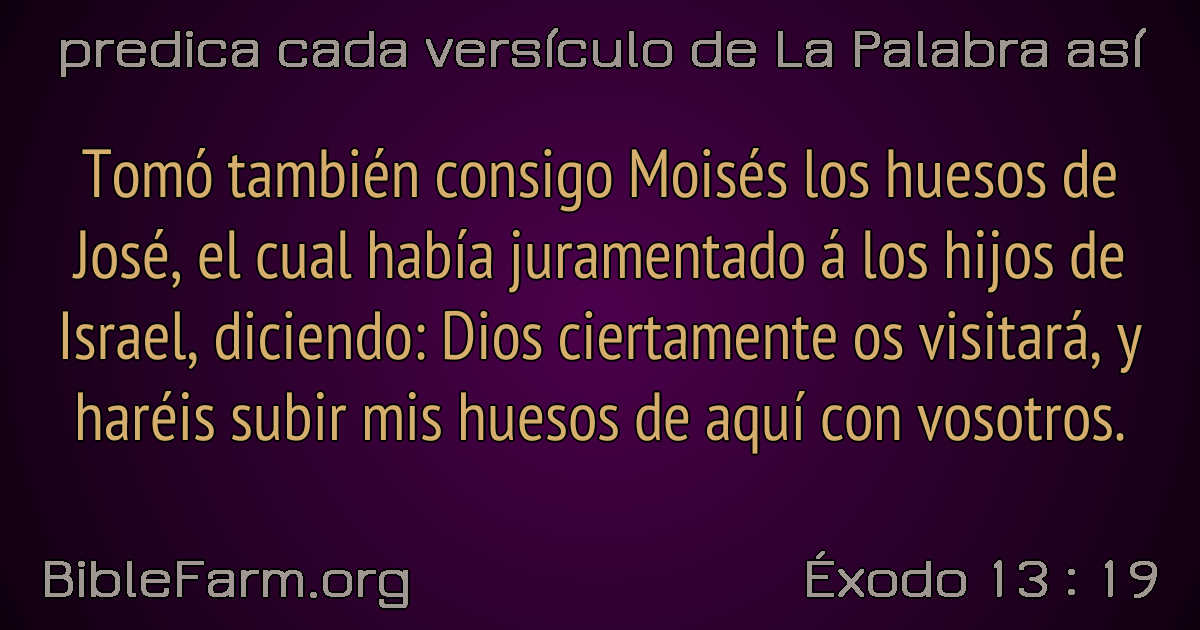 predica cada versículo de La Palabra así
Tomó también consigo Moisés los huesos de
José, el cual había juramentado á los hijos de
Israel, diciendo: Dios ciertamente os visitará, y
haréis subir mis huesos de aquí con vosotros.
BibleFarm.org
Éxodo 13 : 19